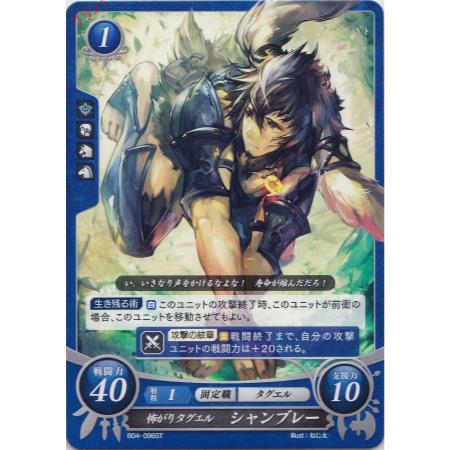 1
い、いきなり声をかけるなよな！ 寿命が縮んだだろ！
生き残る術 自 このユニットの攻撃終了時、このユニットが前衛の
場合、このユニットを移動させてもよい。
攻撃の紋章 支 戦闘終了まで、自分の攻撃
ユニットの戦闘力は＋20される。
戦闘力
40
射程 1 固定職 タグエル
支援力
10
怖がりタグエル シャンブレー
B04-096ST
Illust：ねじ太